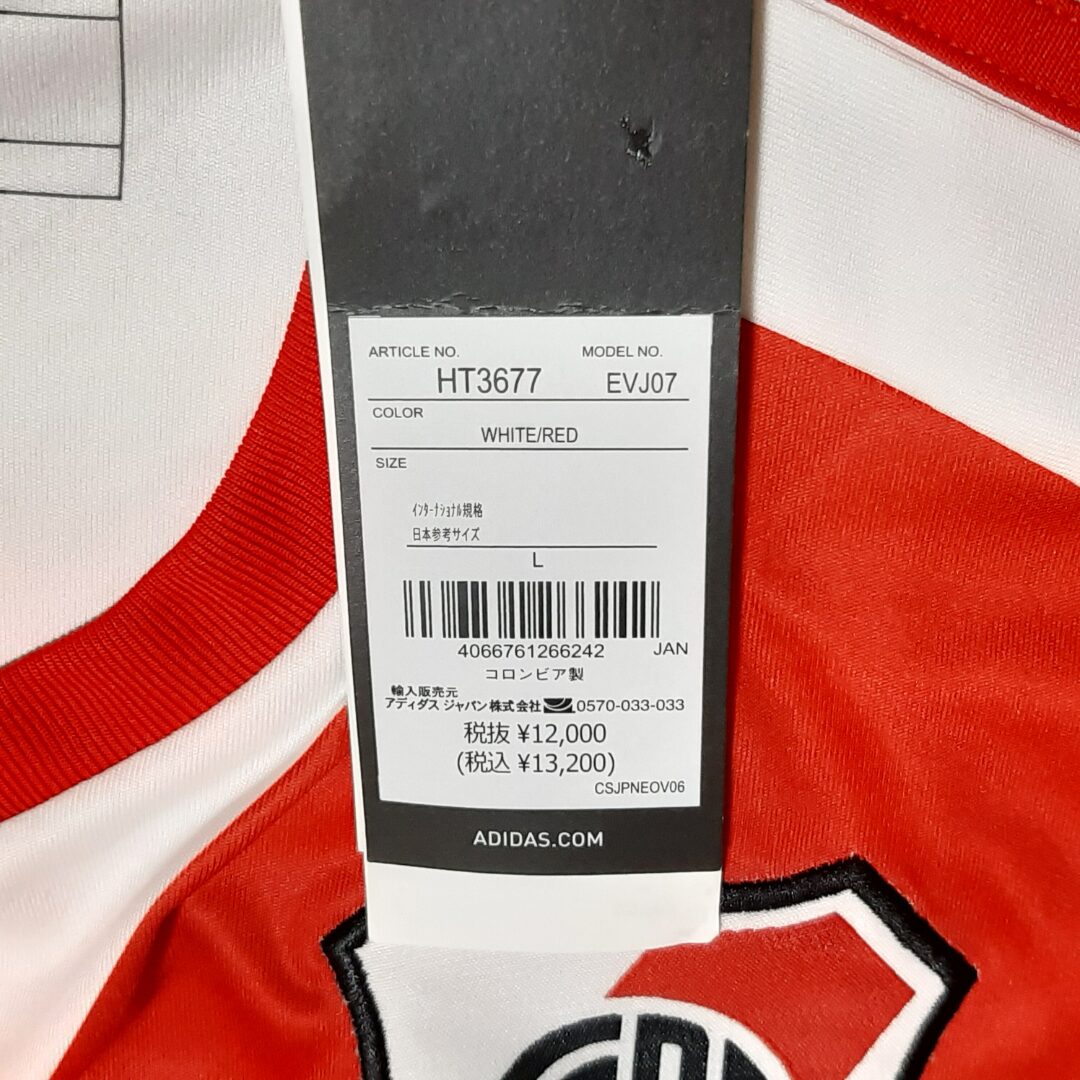 ARTICLE NO. MODEL NO.
HT3677 EVJ07
COLOR
WHITE/RED
SIZE
インターナショナル規格
日本参考サイズ
L
4066761266242 JAN
コロンビア製
輸入販売元
アディダス ジャパン株式会社 0570-033-033
税抜 ¥12,000
(税込 ¥13,200)
CSJPNEOV06
ADIDAS.COM